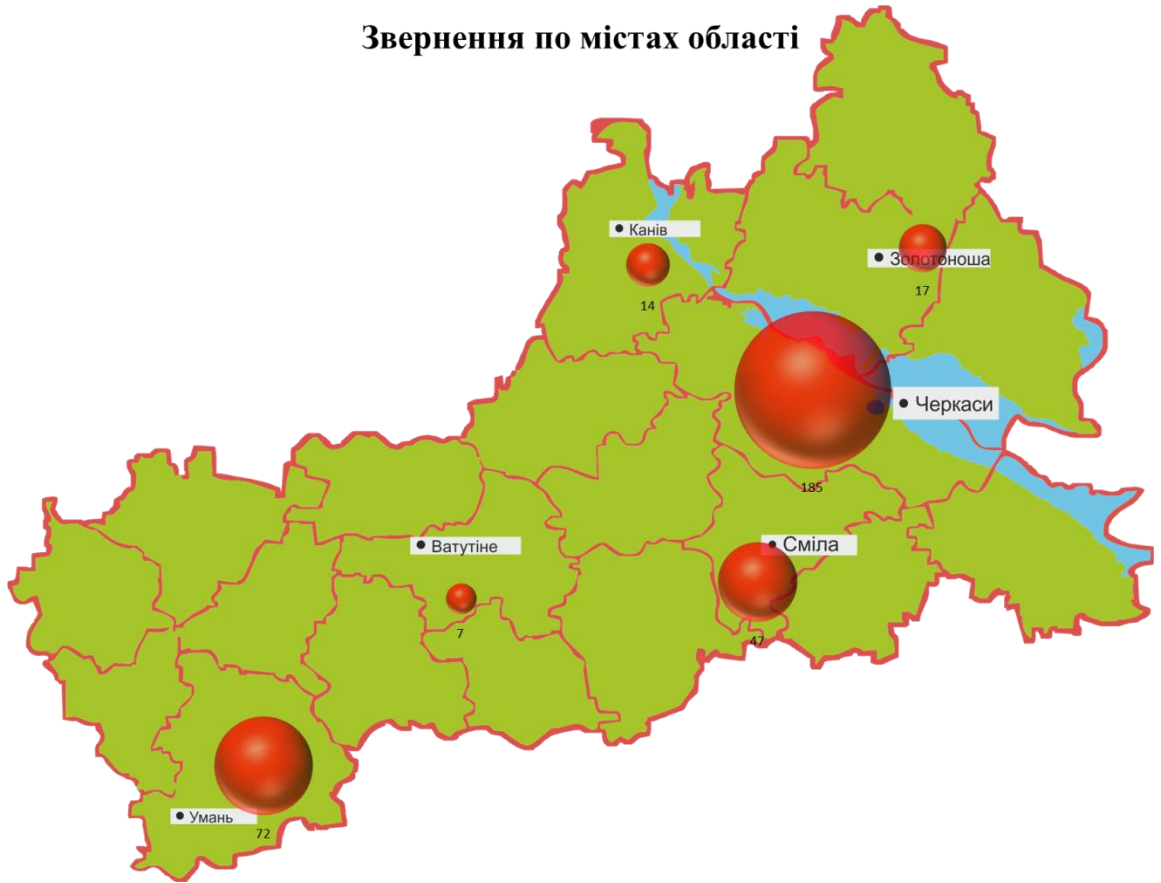 Звернення по містах області
Канів
14
Золотоноша
17
Черкаси
185
Ватутіне
7
Сміла
47
Умань
72